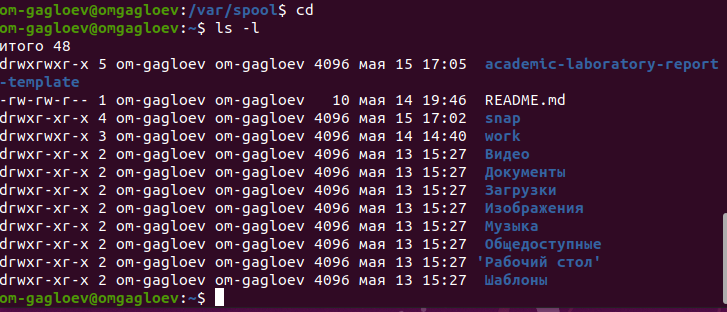 om-gagloev@omgagloev:/var/spool$ cd
om-gagloev@omgagloev:~$ ls -l
итого 48
drwxrwxr-x 5 om-gagloev om-gagloev 4096 мая 15 17:05  academic-laboratory-report
-template
-rw-rw-r-- 1 om-gagloev om-gagloev   10 мая 14 19:46  README.md
drwxr-xr-x 4 om-gagloev om-gagloev 4096 мая 15 17:02  snap
drwxrwxr-x 3 om-gagloev om-gagloev 4096 мая 14 14:40  work
drwxr-xr-x 2 om-gagloev om-gagloev 4096 мая 13 15:27  Видео
drwxr-xr-x 2 om-gagloev om-gagloev 4096 мая 13 15:27  Документы
drwxr-xr-x 2 om-gagloev om-gagloev 4096 мая 13 15:27  Загрузки
drwxr-xr-x 2 om-gagloev om-gagloev 4096 мая 13 15:27  Изображения
drwxr-xr-x 2 om-gagloev om-gagloev 4096 мая 13 15:27  Музыка
drwxr-xr-x 2 om-gagloev om-gagloev 4096 мая 13 15:27  Общедоступные
drwxr-xr-x 2 om-gagloev om-gagloev 4096 мая 13 15:27 'Рабочий стол'
drwxr-xr-x 2 om-gagloev om-gagloev 4096 мая 13 15:27  Шаблоны
om-gagloev@omgagloev:~$